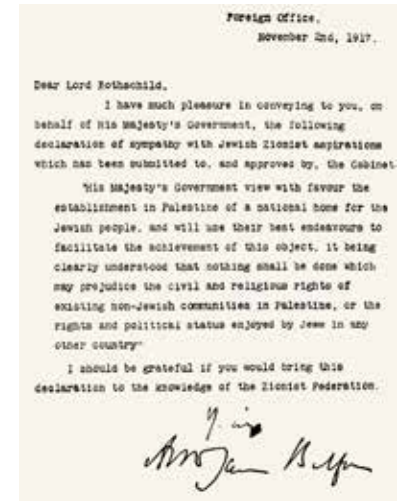 Foreign Office,
November 2nd, 1917.
Dear Lord Rothschild,
I have much pleasure in conveying to you, on
behalf of His Majesty's Government, the following
declaration of sympathy with Jewish Zionist aspirations
which has been submitted to, and approved by, the Cabinet
"His Majesty's Government view with favour the
establishment in Palestine of a national home for the
Jewish people, and will use their best endeavours to
facilitate the achievement of this object, it being
clearly understood that nothing shall be done which
may prejudice the civil and religious rights of
existing non-Jewish communities in Palestine, or the
rights and political status enjoyed by Jews in any
other country"
I should be grateful if you would bring this
declaration to the knowledge of the Zionist Federation.